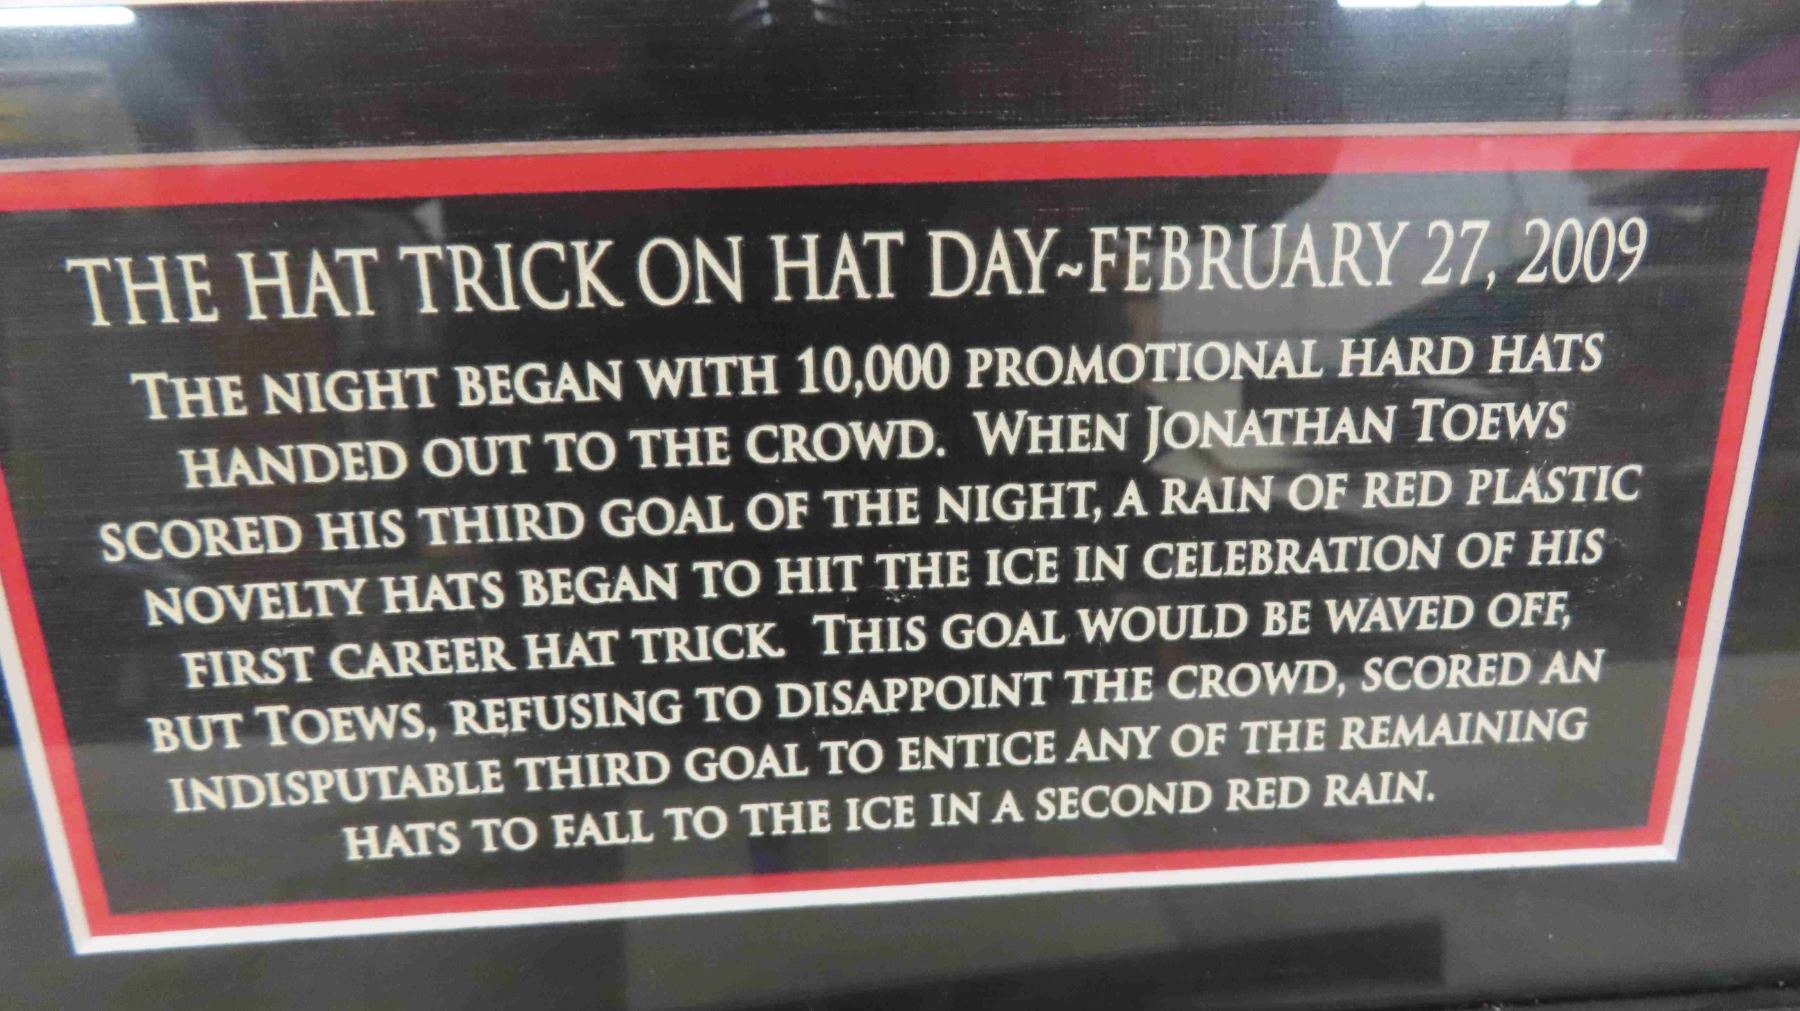 THE HAT TRICK ON HAT DAY~FEBRUARY 27, 2009
THE NIGHT BEGAN WITH 10,000 PROMOTIONAL HARD HATS
HANDED OUT TO THE CROWD. WHEN JONATHAN TOEWS
SCORED HIS THIRD GOAL OF THE NIGHT, A RAIN OF RED PLASTIC
NOVELTY HATS BEGAN TO HIT THE ICE IN CELEBRATION OF HIS
FIRST CAREER HAT TRICK. THIS GOAL WOULD BE WAVED OFF,
BUT TOEWS, REFUSING TO DISAPPOINT THE CROWD, SCORED AN
INDISPUTABLE THIRD GOAL TO ENTICE ANY OF THE REMAINING
HATS TO FALL TO THE ICE IN A SECOND RED RAIN.